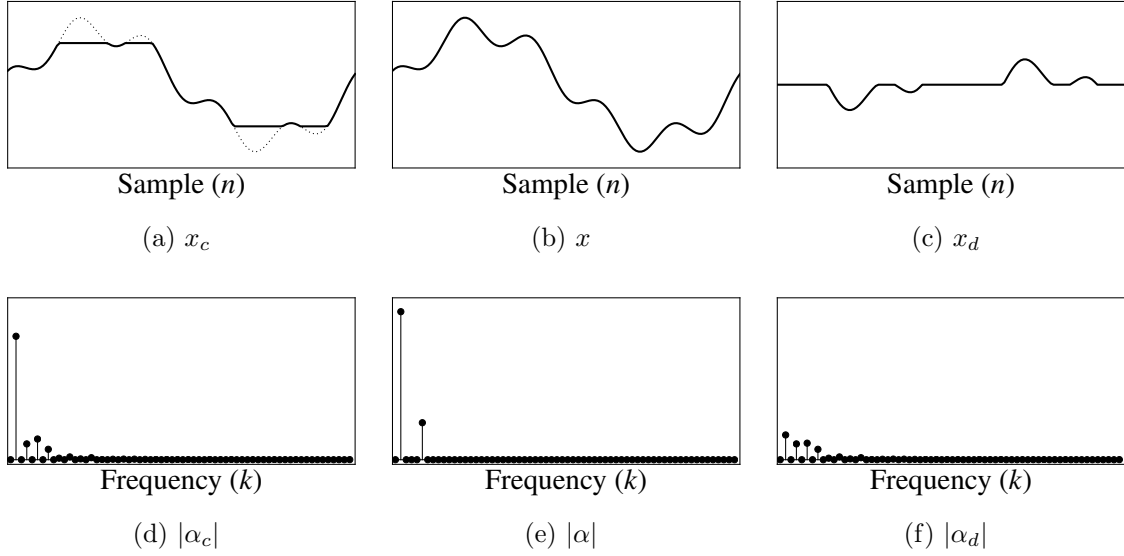 Sample (n) Sample (n) Sample (n)
(a) x_c (b) x (c) x_d
Frequency (k) Frequency (k) Frequency (k)
(d) |α_c| (e) |α| (f) |α_d|